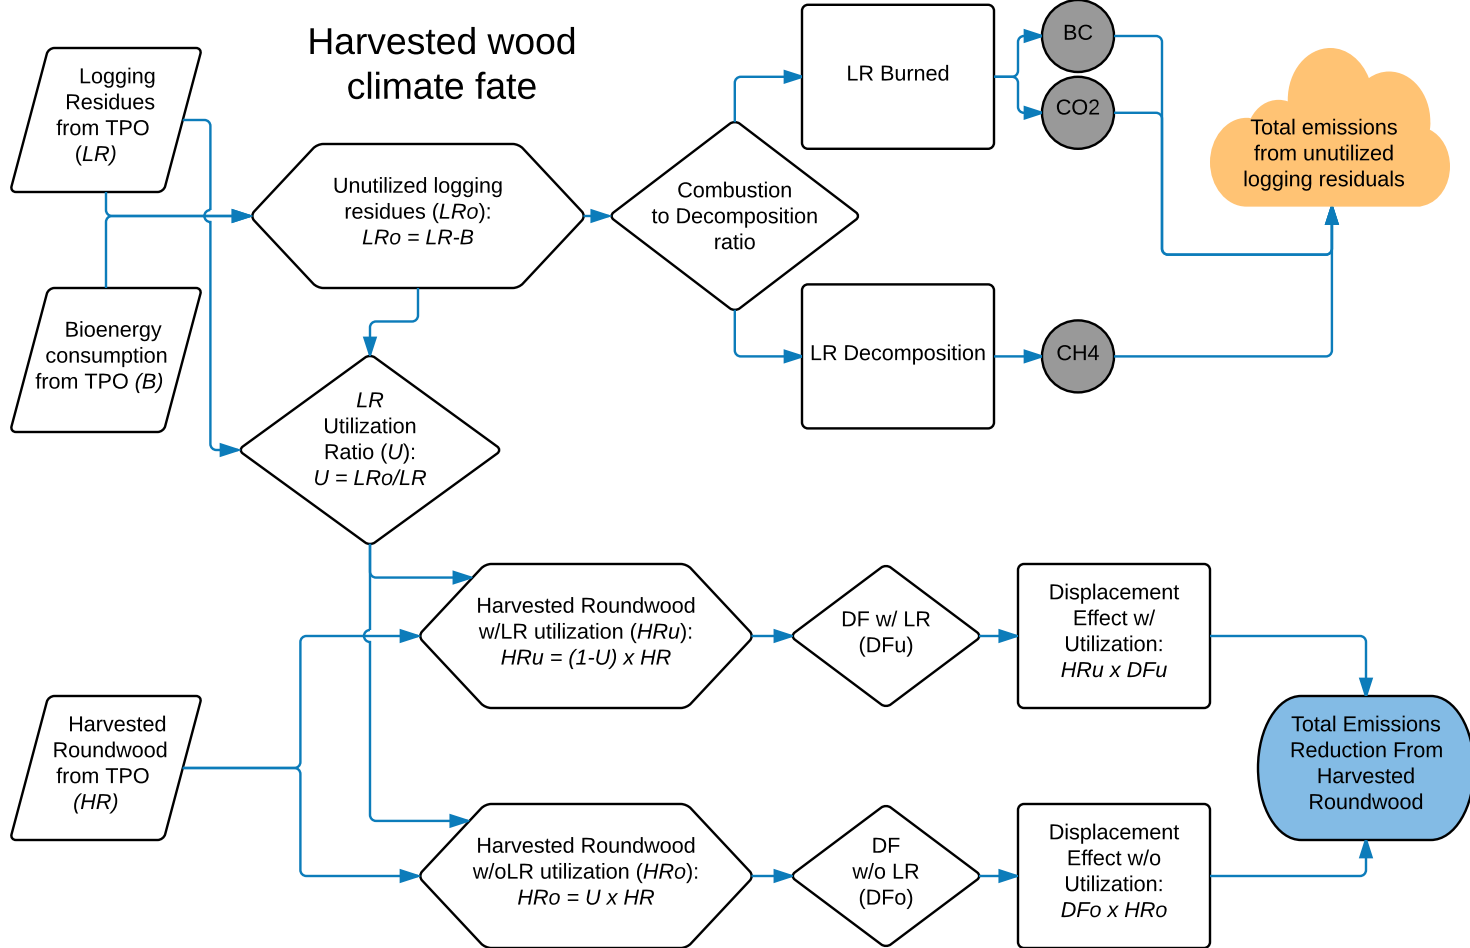 Harvested wood
climate fate
Logging
Residues
from TPO
(LR)
Bioenergy
consumption
from TPO (B)
Unutilized logging
residues (LRo):
LRo = LR-B
Combustion
to Decomposition
ratio
LR Burned
BC
CO2
Total emissions
from unutilized
logging residuals
LR Decomposition
CH4
LR
Utilization
Ratio (U):
U = LRo/LR
Harvested Roundwood
w/LR utilization (HRu):
HRu = (1-U) x HR
DF w/ LR
(DFu)
Displacement
Effect w/
Utilization:
HRu x DFu
Harvested
Roundwood
from TPO
(HR)
Total Emissions
Reduction From
Harvested
Roundwood
Harvested Roundwood
w/oLR utilization (HRo):
HRo = U x HR
DF
w/o LR
(DFo)
Displacement
Effect w/o
Utilization:
DFo x HRo